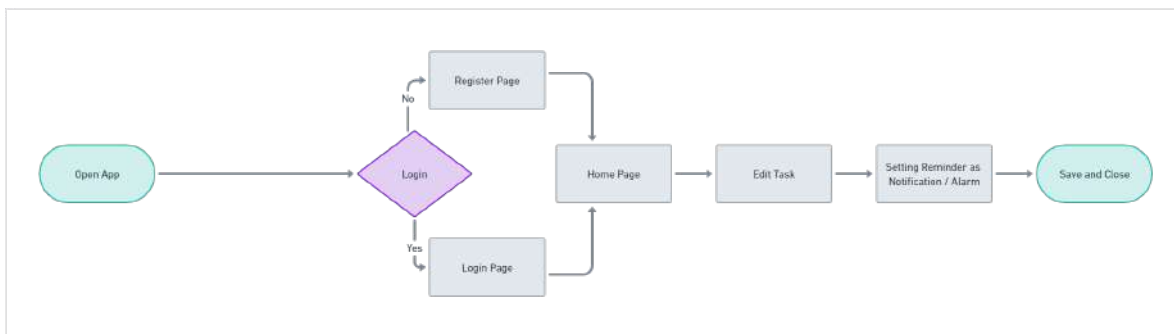 Open App
Login
No
Register Page
Yes
Login Page
Home Page
Edit Task
Setting Reminder as
Notification / Alarm
Save and Close